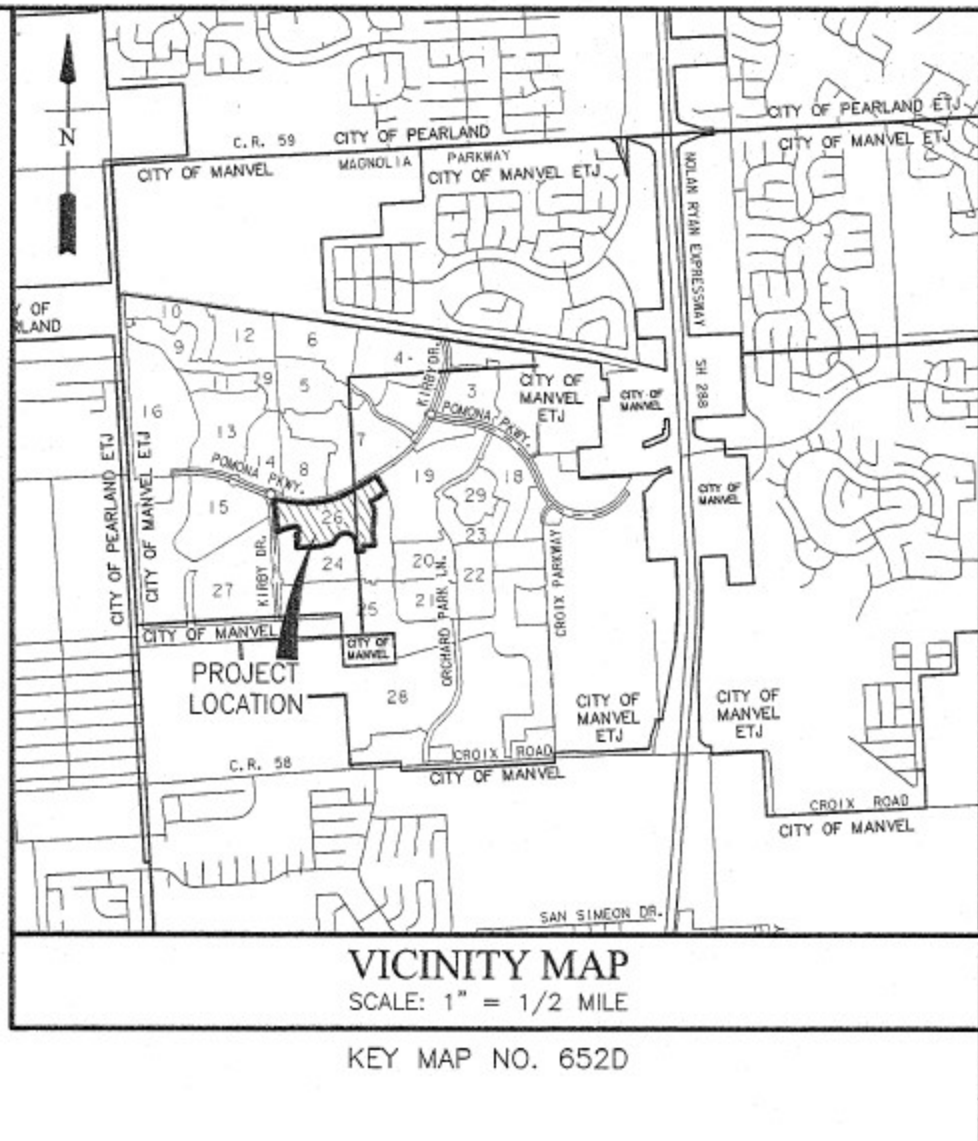 CITY OF PEARLAND ETJ
CITY OF MANVEL ETJ
C.R. 59
CITY OF PEARLAND
MAGNOLIA PARKWAY
CITY OF MANVEL
CITY OF MANVEL ETJ
N
NOLAN RYAN EXPRESSWAY
SH 288
Y OF
RLAND
10
12
6
9
4
KIRBY DR.
11
9
5
3
CITY OF
MANVEL
ETJ
CITY OF
MANVEL
16
POMONA PKWY.
13
7
14
8
POMONA PKWY.
19
18
CITY OF
MANVEL
15
29
26
23
CITY OF PEARLAND ETJ
CITY OF MANVEL ETJ
24
20
22
27
KIRBY DR.
25
21
ORCHARD PARK LN.
CROIX PARKWAY
CITY OF MANVEL
CITY OF
MANVEL
PROJECT
LOCATION
28
CITY OF
MANVEL
ETJ
CITY OF
MANVEL
ETJ
C.R. 58
CROIX ROAD
CITY OF MANVEL
CROIX ROAD
CITY OF MANVEL
SAN SIMEON DR.
VICINITY MAP
SCALE: 1" = 1/2 MILE
KEY MAP NO. 652D